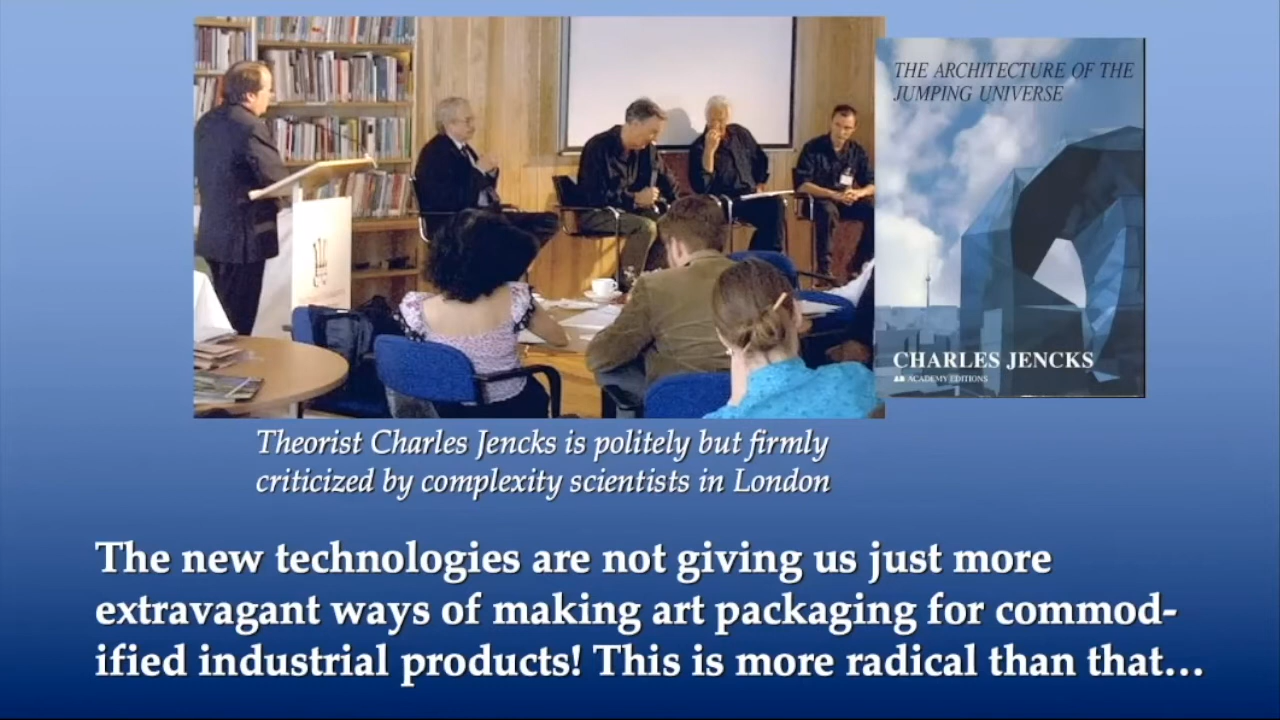 THE ARCHITECTURE OF THE
JUMPING UNIVERSE
CHARLES JENCKS
ACADEMY EDITIONS
Theorist Charles Jencks is politely but firmly
criticized by complexity scientists in London
The new technologies are not giving us just more
extravagant ways of making art packaging for commod-
ified industrial products! This is more radical than that…